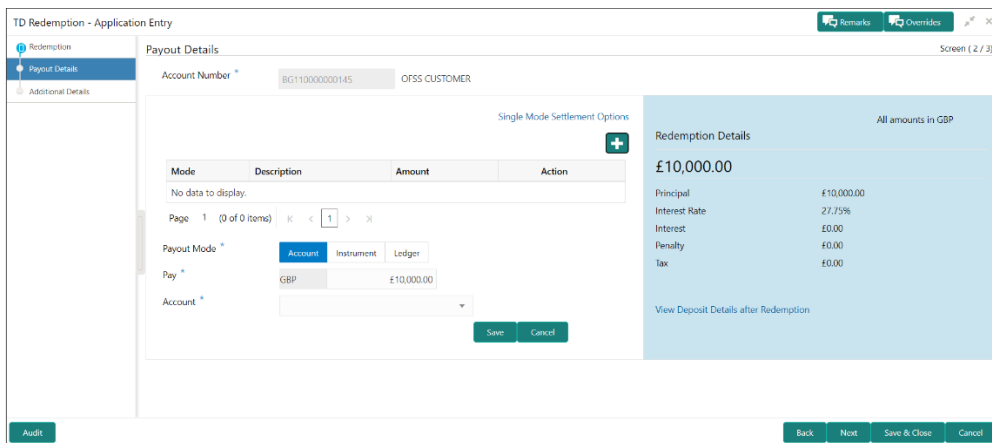 TD Redemption - Application Entry
Remarks
Overrides
Redemption
Payout Details
Additional Details
Payout Details
Screen ( 2 / 3)
Account Number *
BG110000000145
OFSS CUSTOMER
Single Mode Settlement Options
Mode Description Amount Action
No data to display.
Page 1 (0 of 0 items) 1
Payout Mode *
Account Instrument Ledger
Pay *
GBP £10,000.00
Account *
Save Cancel
All amounts in GBP
Redemption Details
£10,000.00
Principal £10,000.00
Interest Rate 27.75%
Interest £0.00
Penalty £0.00
Tax £0.00
View Deposit Details after Redemption
Audit
Back Next Save & Close Cancel